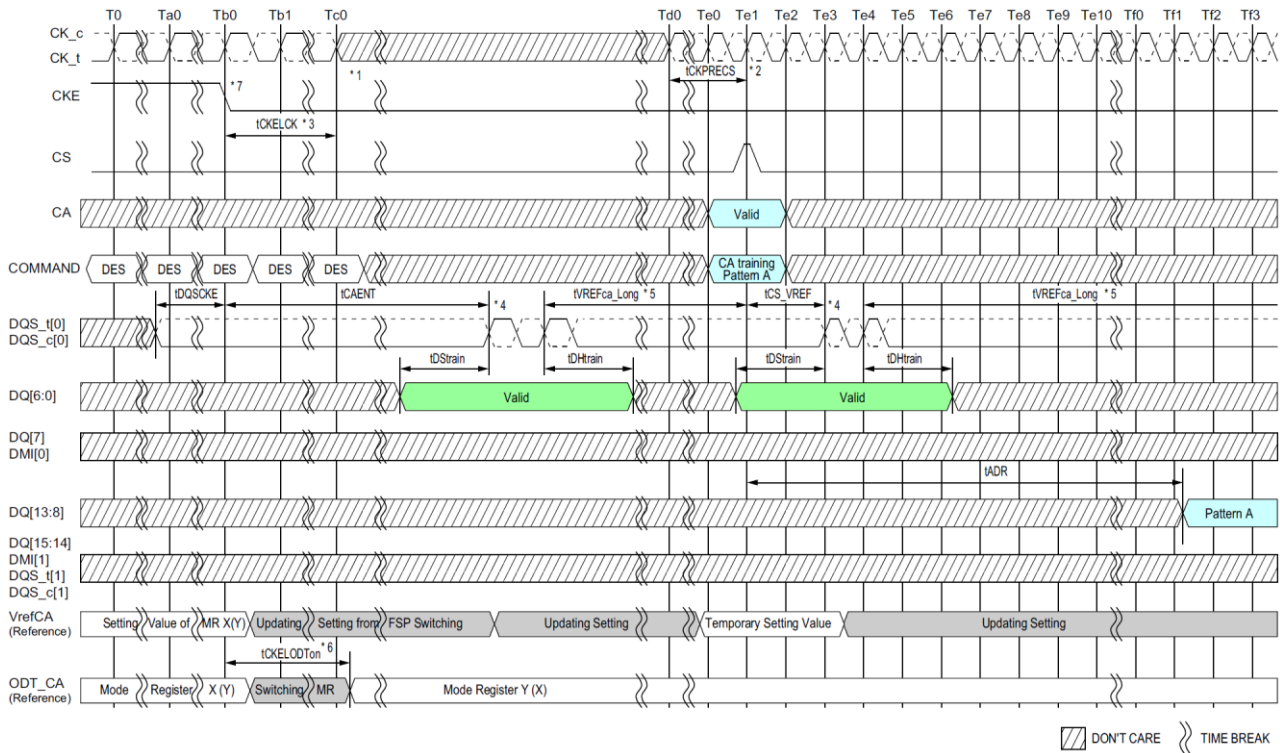 T0 Ta0 Tb0 Tb1 Tc0 Td0 Te0 Te1 Te2 Te3 Te4 Te5 Te6 Te7 Te8 Te9 Te10 Tf0 Tf1 Tf2 Tf3
CK_c
CK_t
* 1
tCKPRECS * 2
CKE
* 7
tCKELCK * 3
CS
CA
Valid
COMMAND
DES DES DES DES DES
CA training
Pattern A
tDQSCKE tCAENT * 4 tVREFca_Long * 5 tCS_VREF * 4 tVREFca_Long * 5
DQS_t[0]
DQS_c[0]
tDStrain tDHtrain tDStrain tDHtrain
DQ[6:0]
Valid Valid
DQ[7]
DMI[0]
tADR
DQ[13:8]
Pattern A
DQ[15:14]
DMI[1]
DQS_t[1]
DQS_c[1]
VrefCA
(Reference)
Setting Value of MR X(Y) Updating Setting from FSP Switching Updating Setting Temporary Setting Value Updating Setting
tCKELODTon * 6
ODT_CA
(Reference)
Mode Register X (Y) Switching MR Mode Register Y (X)
DON'T CARE TIME BREAK